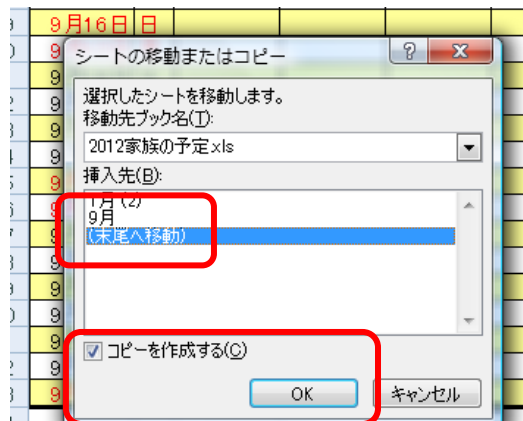 9月16日 日
シートの移動またはコピー
選択したシートを移動します。
移動先ブック名(T):
2012家族の予定.xls
挿入先(B):
1月 (2)
9月
(末尾へ移動)
コピーを作成する(C)
OK キャンセル